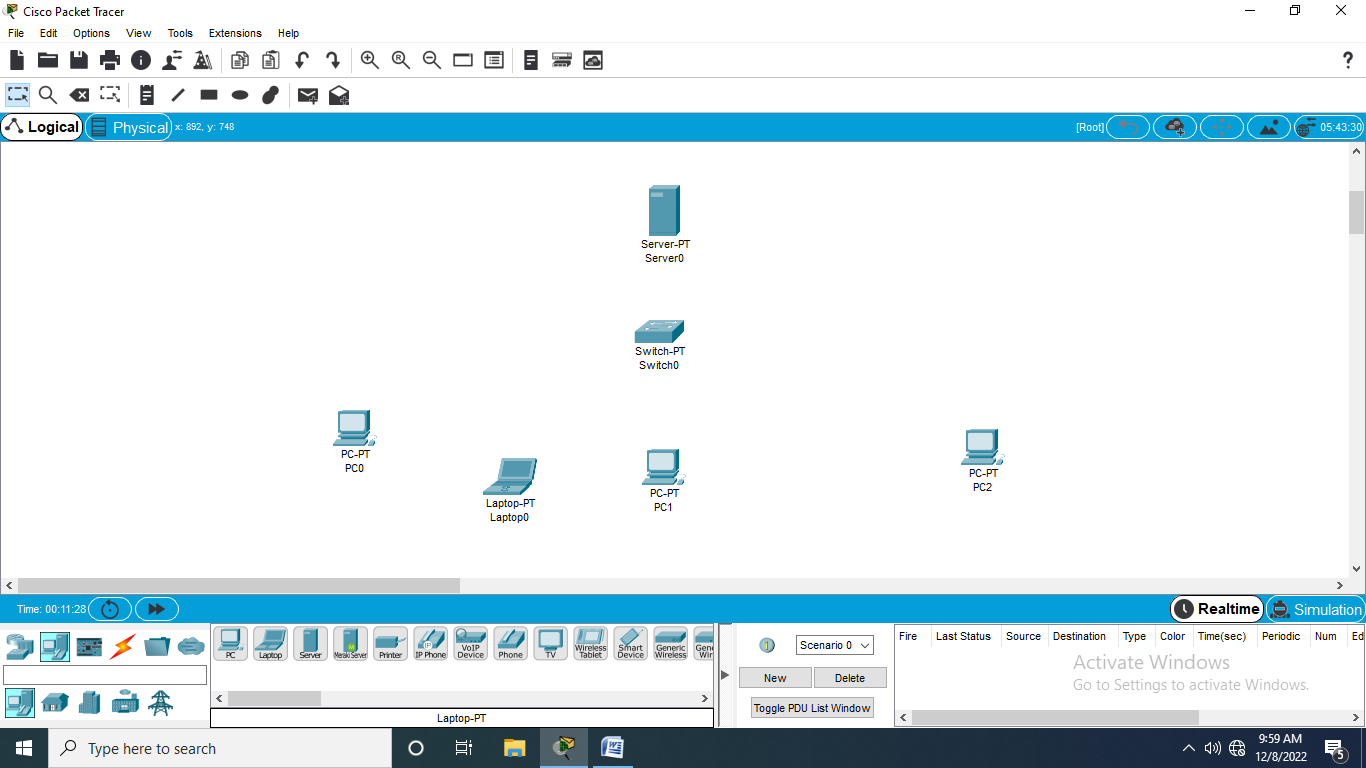 Cisco Packet Tracer
File Edit Options View Tools Extensions Help
R
?
Logical Physical x: 892, y: 748 [Root] 05:43:30
Server-PT
Server0
Switch-PT
Switch0
PC-PT
PC0
Laptop-PT
Laptop0
PC-PT
PC1
PC-PT
PC2
Time: 00:11:28 Realtime Simulation
PC Laptop Server Meraki Server Printer IP Phone VoIP Device Phone TV Wireless Tablet Smart Device Generic Wireless
Laptop-PT
Scenario 0
New Delete
Toggle PDU List Window
Fire Last Status Source Destination Type Color Time(sec) Periodic Num Ed
Activate Windows
Go to Settings to activate Windows.
Type here to search
9:59 AM
12/8/2022
5